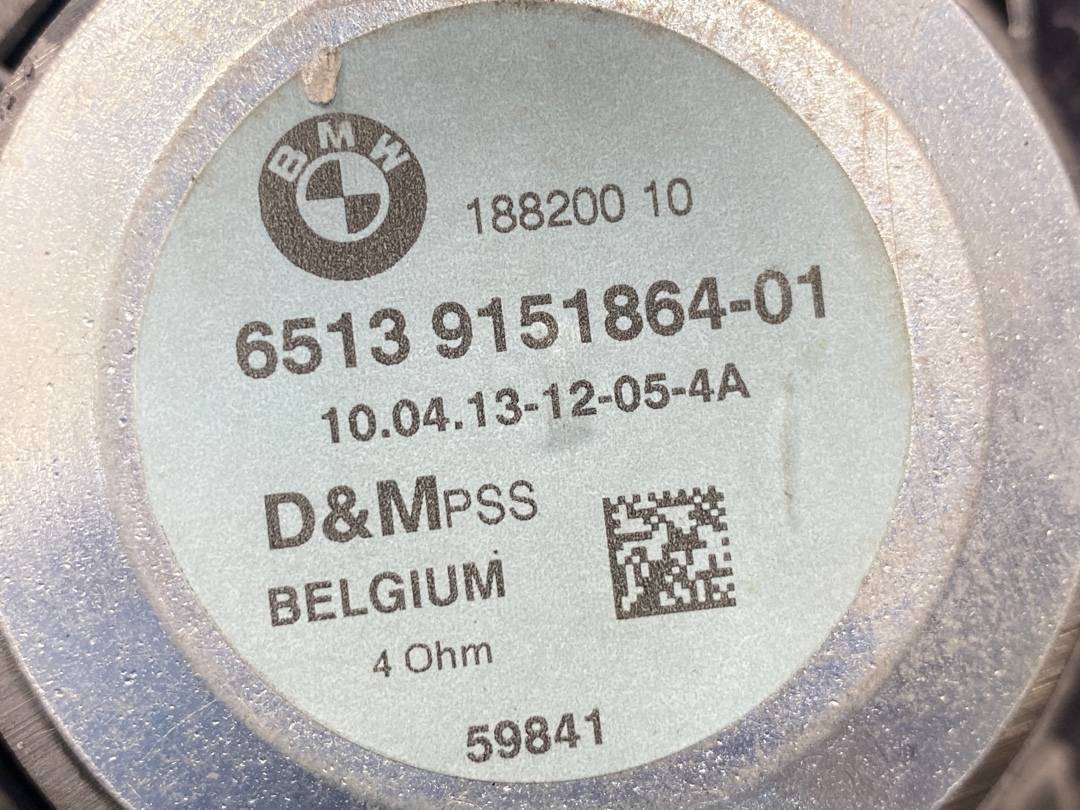 BMW
188200 10
6513 9151864-01
10.04.13-12-05-4A
D&MPSS
BELGIUM
4 Ohm
59841